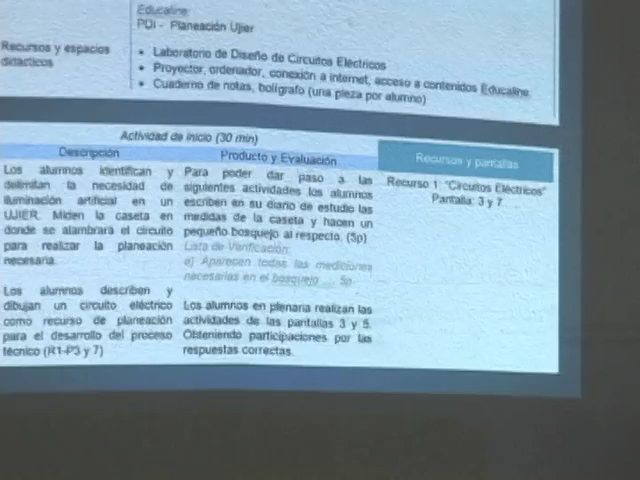 Educaline
PDI - Planeación Ujier
Recursos y espacios
didácticos
• Laboratorio de Diseño de Circuitos Eléctricos
• Proyector, ordenador, conexión a internet, acceso a contenidos Educaline
• Cuaderno de notas, bolígrafo (una pieza por alumno)
Actividad de inicio (30 min)
Descripción
Los alumnos identifican y
delimitan la necesidad de
iluminación artificial en un
UJIER. Miden la caseta en
donde se alambrará el circuito
para realizar la planeación
necesaria.
Los alumnos describen y
dibujan un circuito eléctrico
como recurso de planeación
para el desarrollo del proceso
técnico (R1-P3 y 7)
Producto y Evaluación
Para poder dar paso a las
siguientes actividades los alumnos
escriben en su diario de estudio las
medidas de la caseta y hacen un
pequeño bosquejo al respecto. (5p)
Lista de Verificación:
a) Aparecen todas las mediciones
necesarias en el bosquejo ... 5p
Los alumnos en plenaria realizan las
actividades de las pantallas 3 y 5.
Obteniendo participaciones por las
respuestas correctas.
Recursos y pantallas
Recurso 1: "Circuitos Eléctricos"
Pantalla: 3 y 7